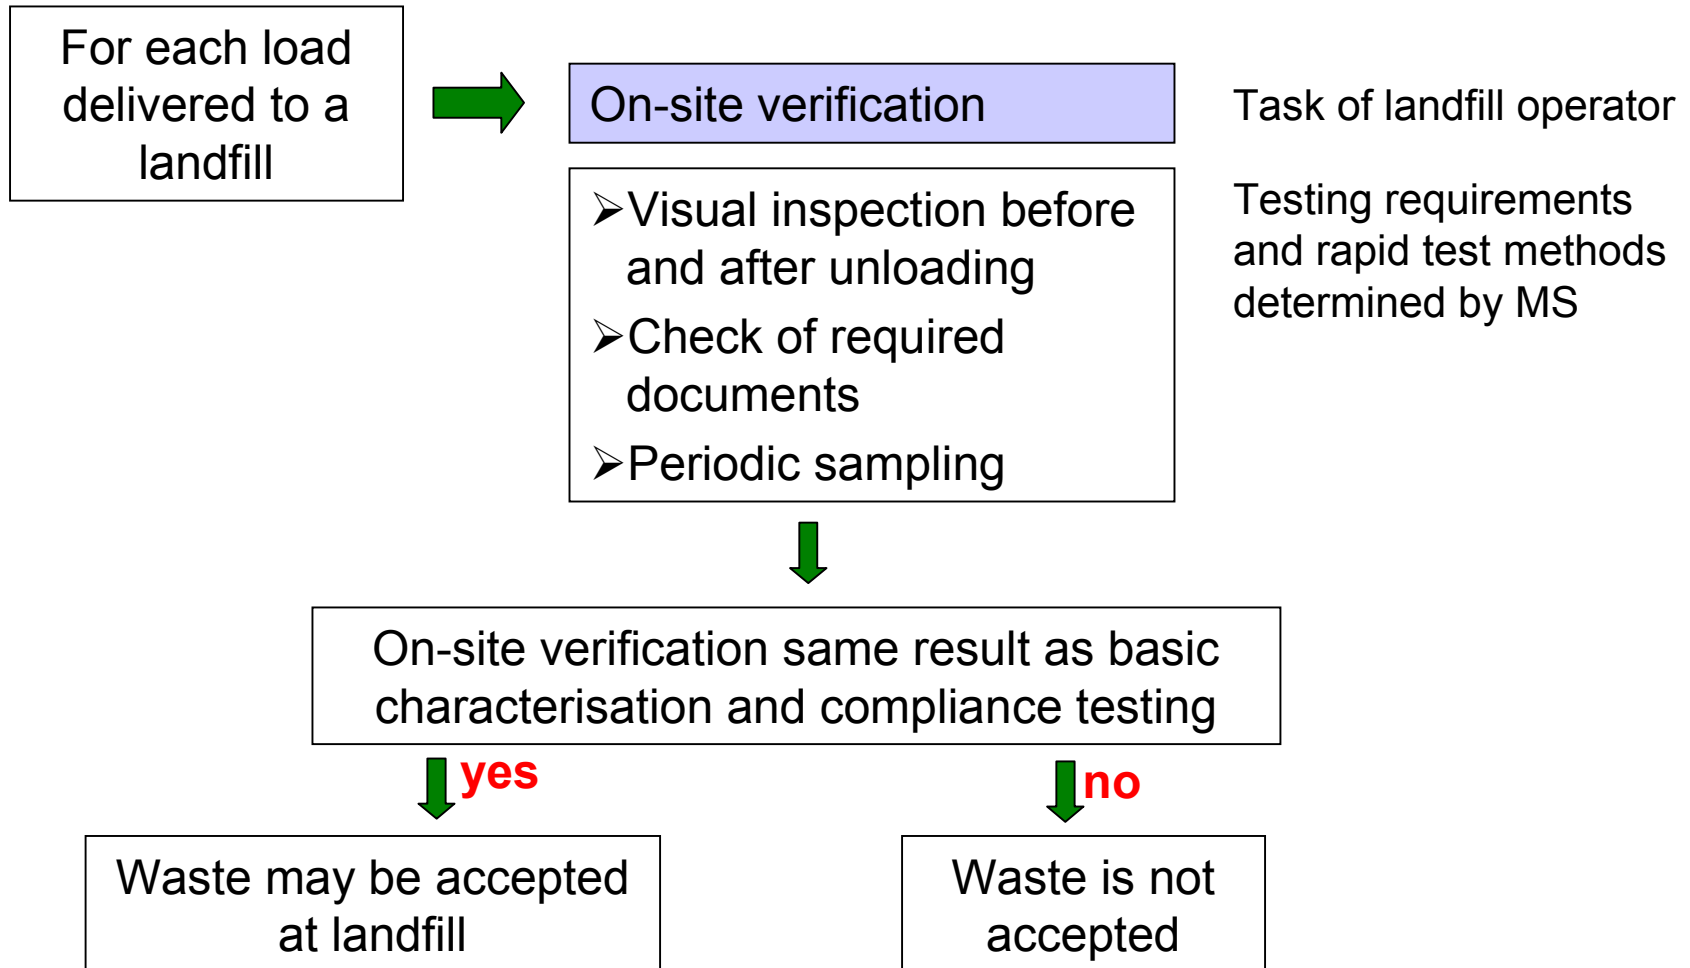 For each load
delivered to a
landfill
On-site verification
Task of landfill operator
➢Visual inspection before
and after unloading
➢Check of required
documents
➢Periodic sampling
Testing requirements
and rapid test methods
determined by MS
On-site verification same result as basic
characterisation and compliance testing
yes
no
Waste may be accepted
at landfill
Waste is not
accepted